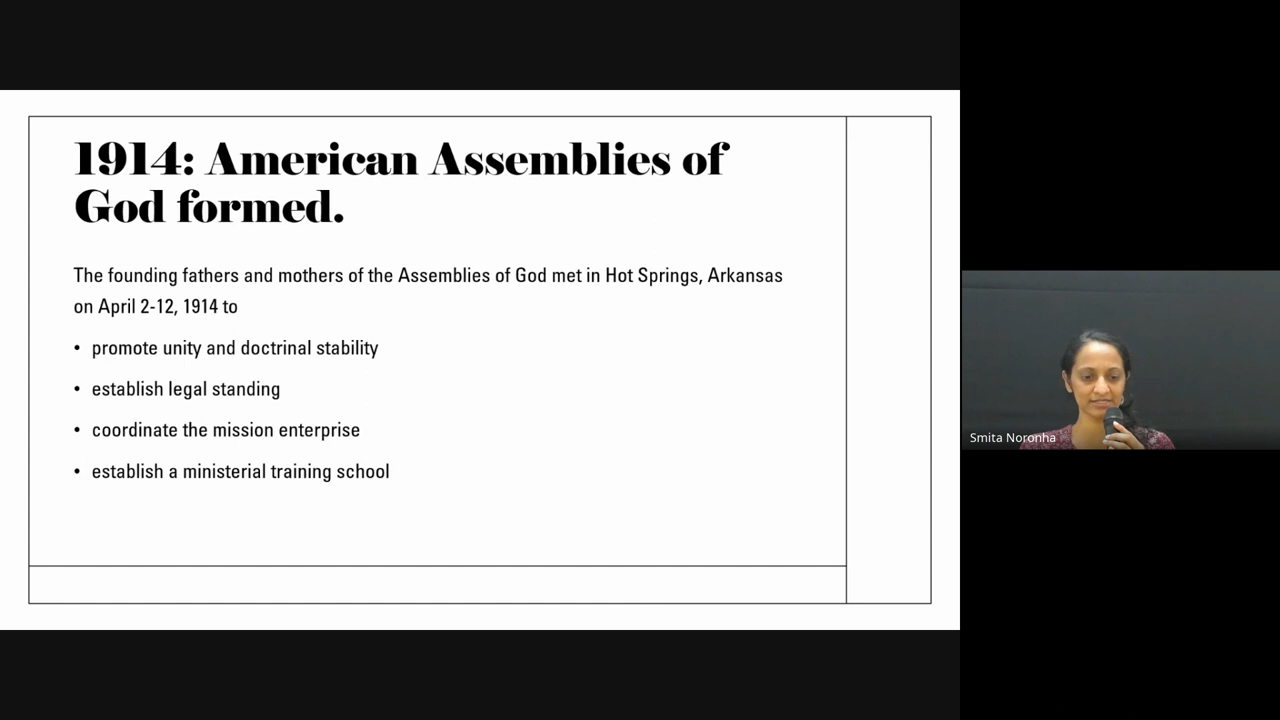 1914: American Assemblies of
God formed.
The founding fathers and mothers of the Assemblies of God met in Hot Springs, Arkansas
on April 2-12, 1914 to
• promote unity and doctrinal stability
• establish legal standing
• coordinate the mission enterprise
• establish a ministerial training school
Smita Noronha